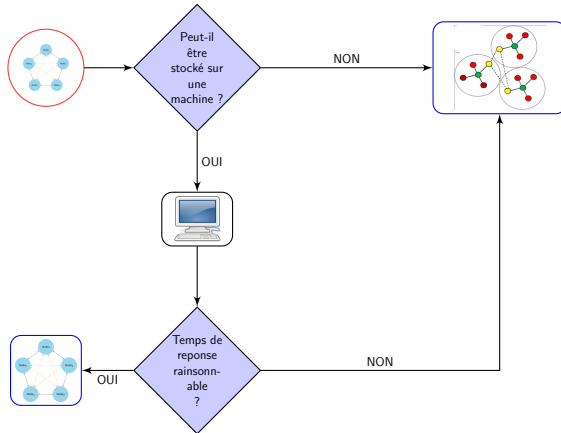 Peut-il
être
stocké sur
une
machine ?
NON
OUI
Temps de
reponse
rainsonn-
able
?
OUI
NON